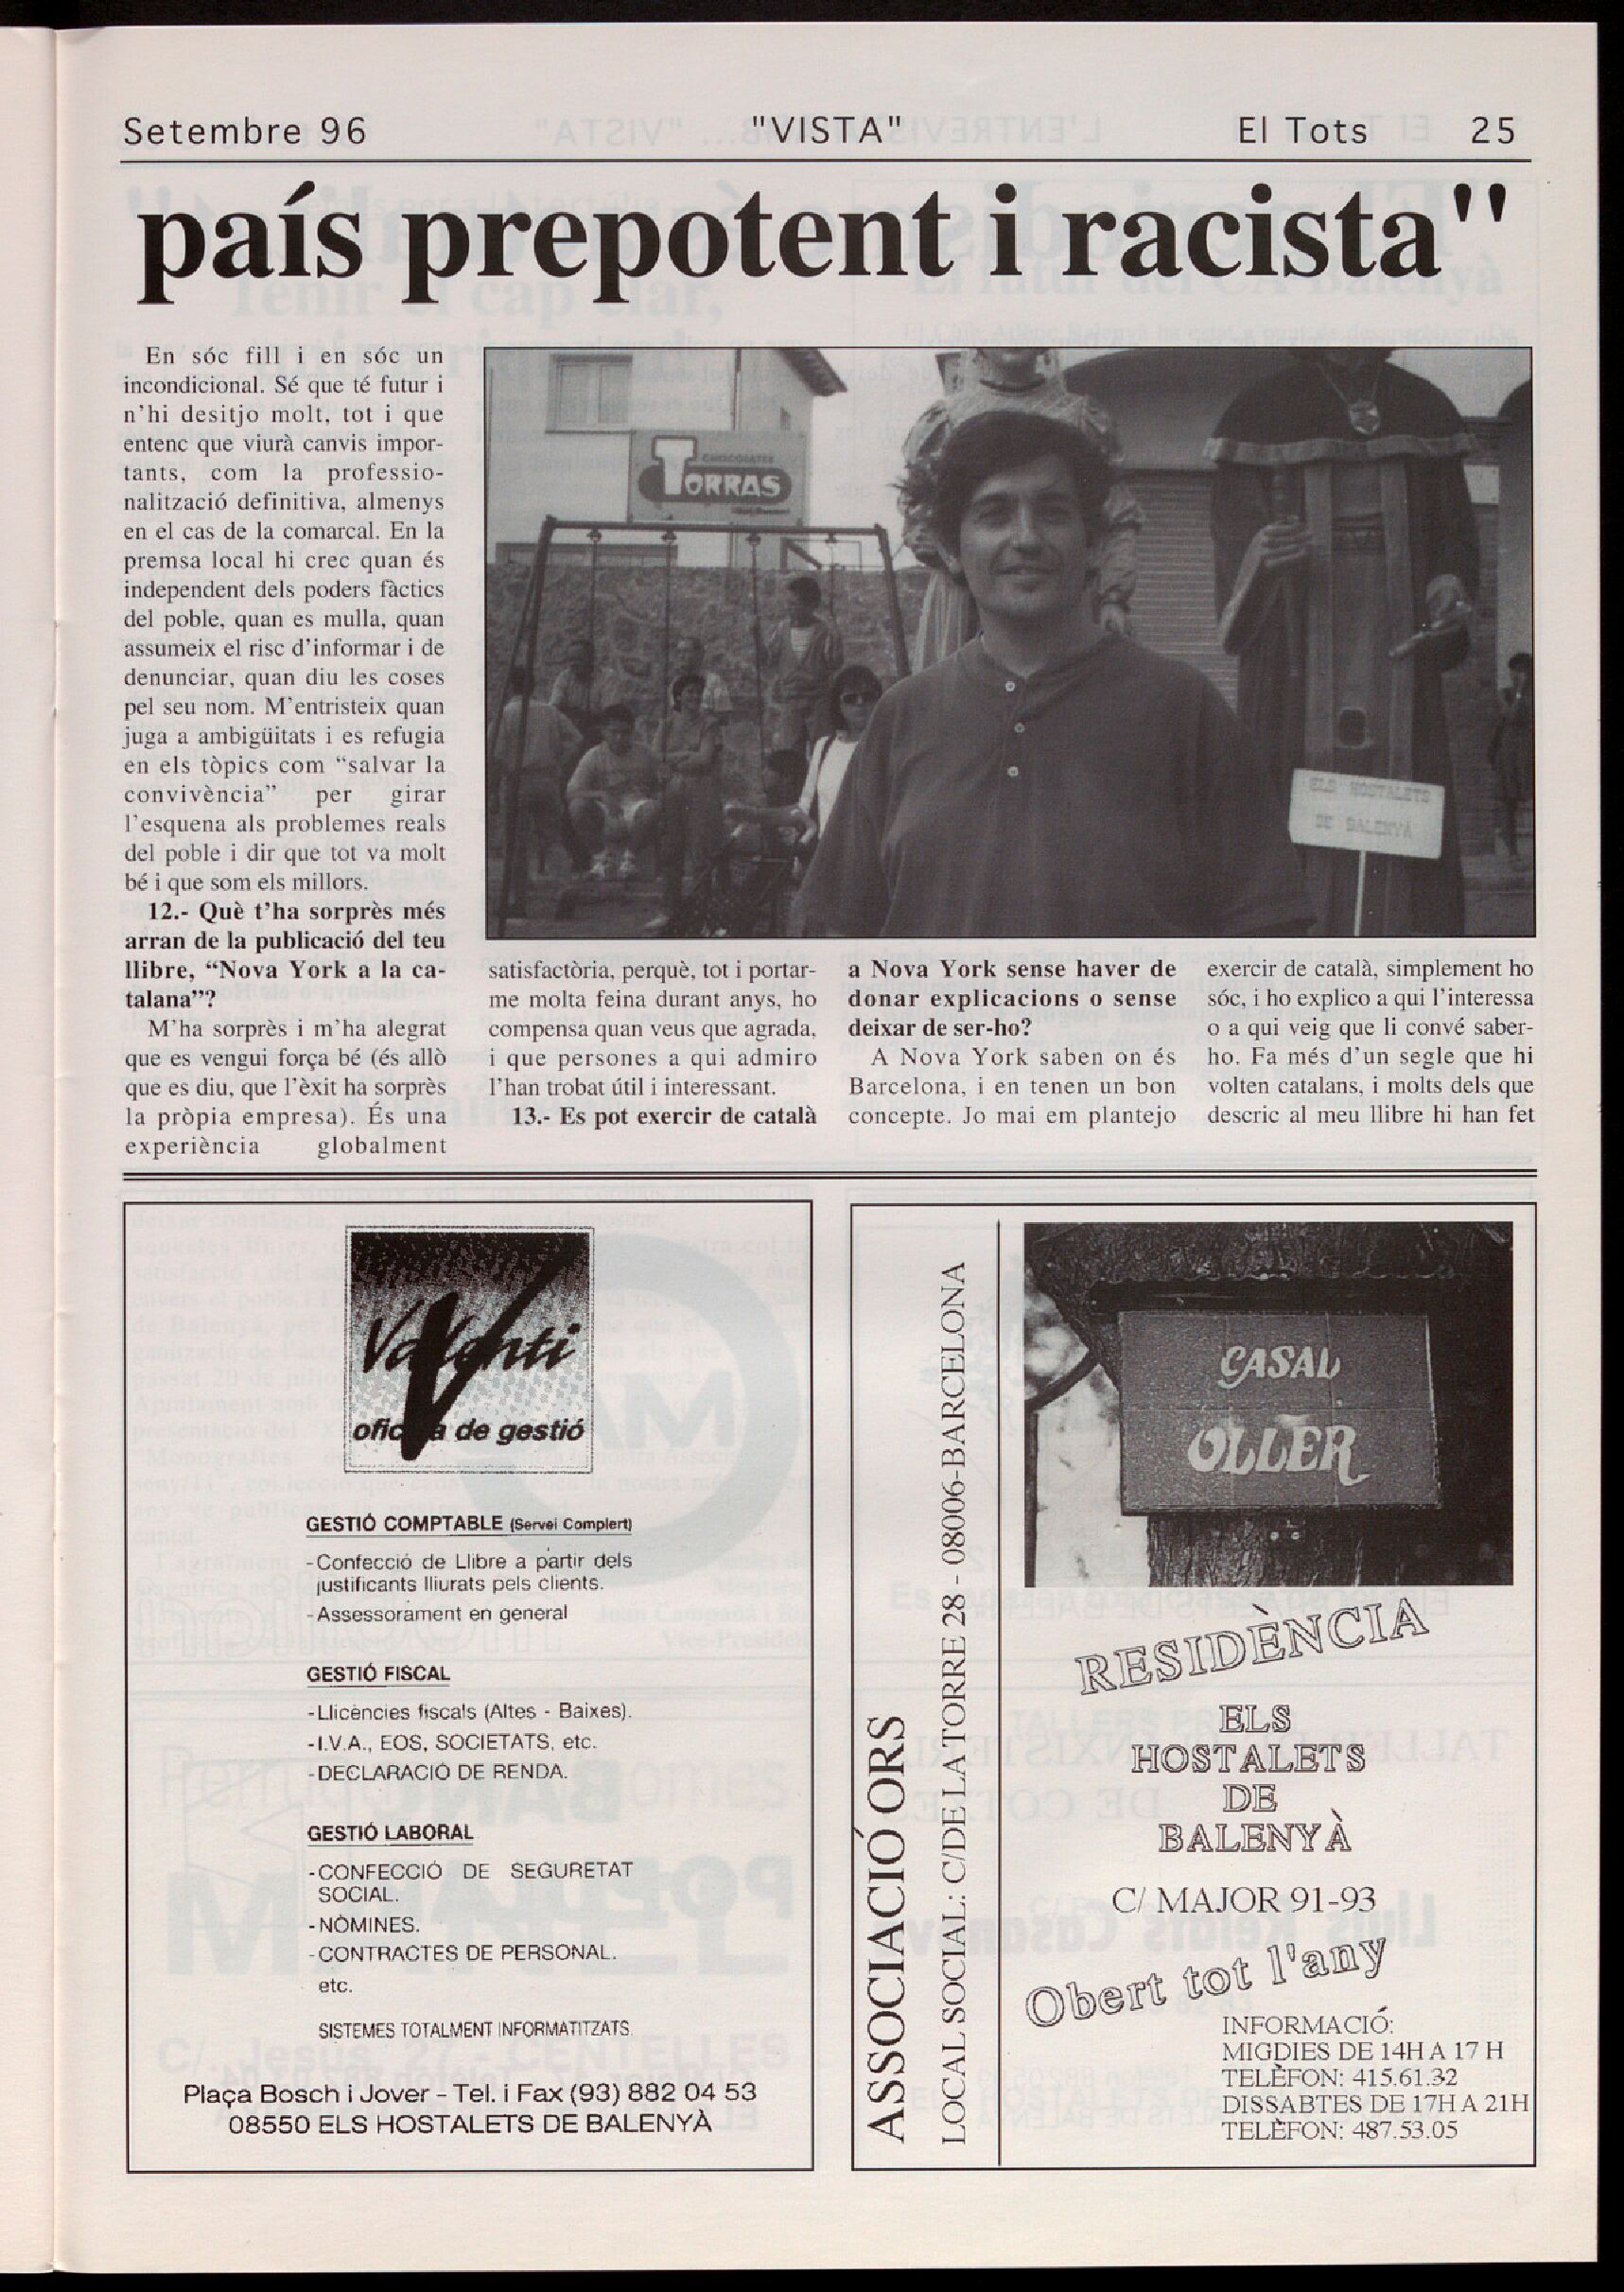 Setembre 96 "VISTA" El Tots 25
país prepotent i racista"
En sóc fill i en sóc un
incondicional. Sé que té futur i
n'hi desitjo molt, tot i que
entenc que viurà canvis impor-
tants, com la professio-
nalització definitiva, almenys
en el cas de la comarcal. En la
premsa local hi crec quan és
independent dels poders fàctics
del poble, quan es mulla, quan
assumeix el risc d'informar i de
denunciar, quan diu les coses
pel seu nom. M'entristeix quan
juga a ambigüitats i es refugia
en els tòpics com “salvar la
convivència” per girar
l'esquena als problemes reals
del poble i dir que tot va molt
bé i que som els millors.
12.- Què t'ha sorprès més
arran de la publicació del teu
llibre, “Nova York a la ca-
talana”?
M'ha sorprès i m'ha alegrat
que es vengui força bé (és allò
que es diu, que l'èxit ha sorprès
la pròpia empresa). És una
experiència globalment
CHOCOLATES
TORRAS
ELS HOSTALETS
DE BALENYÀ
satisfactòria, perquè, tot i portar-
me molta feina durant anys, ho
compensa quan veus que agrada,
i que persones a qui admiro
l'han trobat útil i interessant.
13.- Es pot exercir de català
a Nova York sense haver de
donar explicacions o sense
deixar de ser-ho?
A Nova York saben on és
Barcelona, i en tenen un bon
concepte. Jo mai em plantejo
exercir de català, simplement ho
sóc, i ho explico a qui l'interessa
o a qui veig que li convé saber-
ho. Fa més d'un segle que hi
volten catalans, i molts dels que
descric al meu llibre hi han fet
Valenti
oficina de gestió
GESTIÓ COMPTABLE (Servei Complert)
-Confecció de Llibre a partir dels
justificants lliurats pels clients.
-Assessorament en general
GESTIÓ FISCAL
-Llicències fiscals (Altes - Baixes).
-I.V.A., EOS, SOCIETATS, etc.
-DECLARACIÓ DE RENDA.
GESTIÓ LABORAL
-CONFECCIÓ DE SEGURETAT
SOCIAL.
-NÒMINES.
-CONTRACTES DE PERSONAL.
etc.
SISTEMES TOTALMENT INFORMATITZATS.
Plaça Bosch i Jover - Tel. i Fax (93) 882 04 53
08550 ELS HOSTALETS DE BALENYÀ
ASSOCIACIÓ ORS
LOCAL SOCIAL: C/DE LA TORRE 28 - 08006-BARCELONA
CASAL
OLLER
RESIDÈNCIA
ELS
HOSTALETS
DE
BALENYÀ
C/ MAJOR 91-93
Obert tot l'any
INFORMACIÓ:
MIGDIES DE 14H A 17 H
TELÈFON: 415.61.32
DISSABTES DE 17H A 21H
TELÈFON: 487.53.05